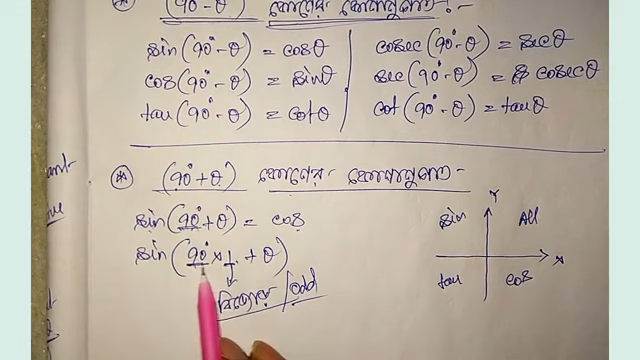 * (90° - θ) কোণের কোণানুপাত :-
sin (90° - θ) = cosθ
cos (90° - θ) = sinθ
tan (90° - θ) = cotθ
cosec (90° - θ) = secθ
sec (90° - θ) = cosecθ
cot (90° - θ) = tanθ
* (90° + θ) কোণের কোণানুপাত -
sin (90° + θ) = cos
sin (90° × 1 + θ)
বিজোড় / odd
Y
sin All
X
tan cos